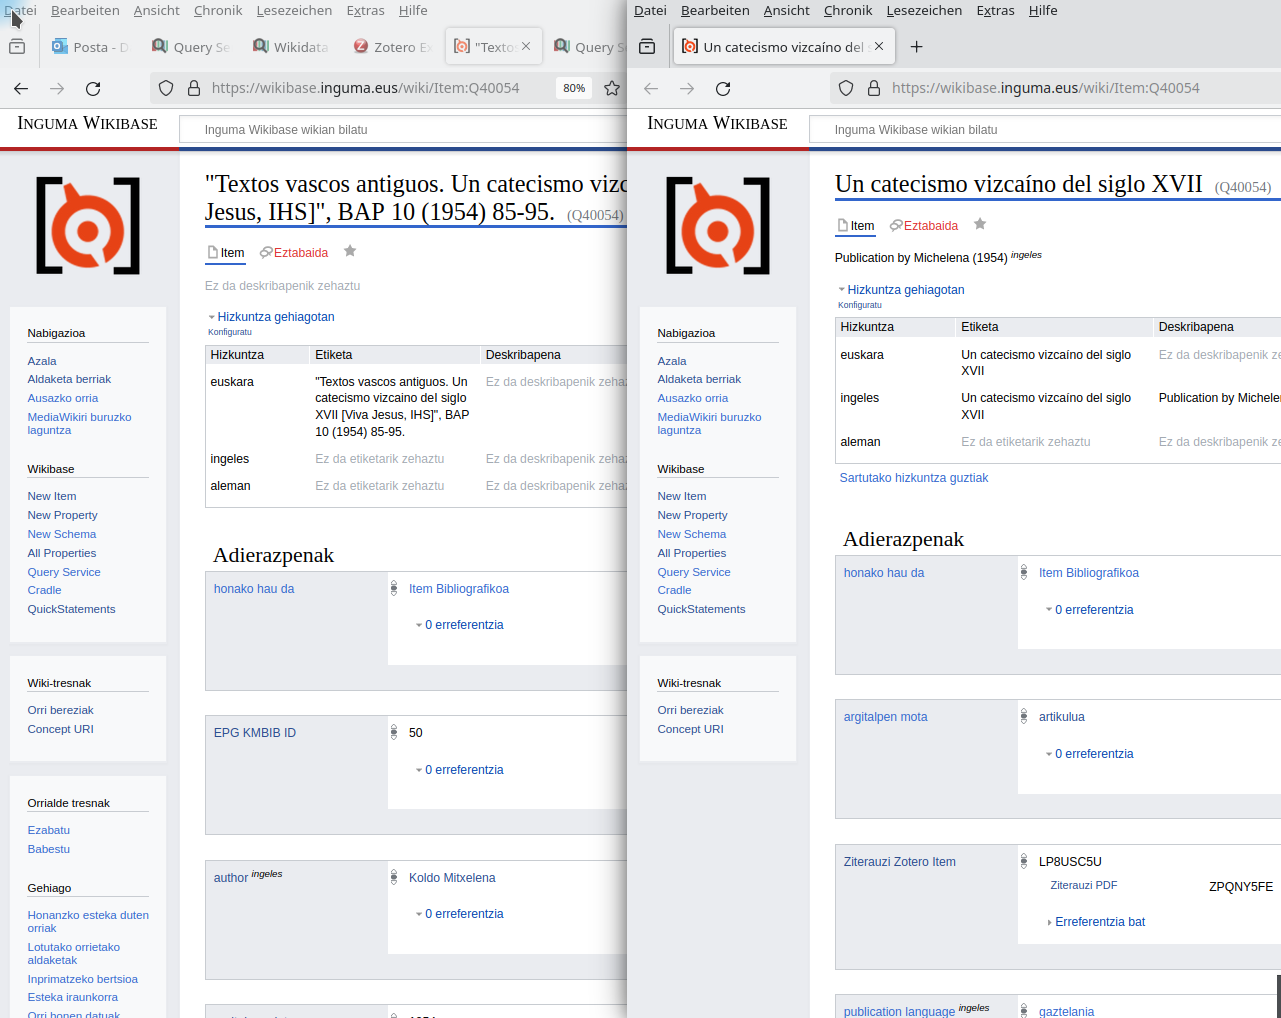 Datei Bearbeiten Ansicht Chronik Lesezeichen Extras Hilfe
Posta - D
Query Se
Wikidata
Zotero E
"Textos
Query S
https://wikibase.inguma.eus/wiki/Item:Q40054
80%
INGUMA WIKIBASE
Inguma Wikibase wikian bilatu
Nabigazioa
Azala
Aldaketa berriak
Ausazko orria
MediaWikiri buruzko
laguntza
Wikibase
New Item
New Property
New Schema
All Properties
Query Service
Cradle
QuickStatements
Wiki-tresnak
Orri bereziak
Concept URI
Orrialde tresnak
Ezabatu
Babestu
Gehiago
Honanzko esteka duten
orriak
Lotutako orrietako
aldaketak
Inprimatzeko bertsioa
Esteka iraunkorra
Orri honen datuak
"Textos vascos antiguos. Un catecismo vizc
Jesus, IHS]", BAP 10 (1954) 85-95. (Q40054)
Item Eztabaida
Ez da deskribapenik zehaztu
Hizkuntza gehiagotan
Konfiguratu
Hizkuntza Etiketa Deskribapena
euskara "Textos vascos antiguos. Un Ez da deskribapenik zehaz
catecismo vizcaino del siglo
XVII [Viva Jesus, IHS]", BAP
10 (1954) 85-95.
ingeles Ez da etiketarik zehaztu Ez da deskribapenik zehaz
aleman Ez da etiketarik zehaztu Ez da deskribapenik zehaz
Adierazpenak
honako hau da Item Bibliografikoa
0 erreferentzia
EPG KMBIB ID 50
0 erreferentzia
author ingeles Koldo Mitxelena
0 erreferentzia
Datei Bearbeiten Ansicht Chronik Lesezeichen Extras Hilfe
Un catecismo vizcaíno del s
https://wikibase.inguma.eus/wiki/Item:Q40054
INGUMA WIKIBASE
Inguma Wikibase wikian bilatu
Nabigazioa
Azala
Aldaketa berriak
Ausazko orria
MediaWikiri buruzko
laguntza
Wikibase
New Item
New Property
New Schema
All Properties
Query Service
Cradle
QuickStatements
Wiki-tresnak
Orri bereziak
Concept URI
Un catecismo vizcaíno del siglo XVII (Q40054)
Item Eztabaida
Publication by Michelena (1954) ingeles
Hizkuntza gehiagotan
Konfiguratu
Hizkuntza Etiketa Deskribapena
euskara Un catecismo vizcaíno del siglo Ez da deskribapenik ze
XVII
ingeles Un catecismo vizcaíno del siglo Publication by Michele
XVII
aleman Ez da etiketarik zehaztu Ez da deskribapenik ze
Sartutako hizkuntza guztiak
Adierazpenak
honako hau da Item Bibliografikoa
0 erreferentzia
argitalpen mota artikulua
0 erreferentzia
Ziterauzi Zotero Item LP8USC5U
Ziterauzi PDF ZPQNY5FE
Erreferentzia bat
publication language ingeles gaztelania